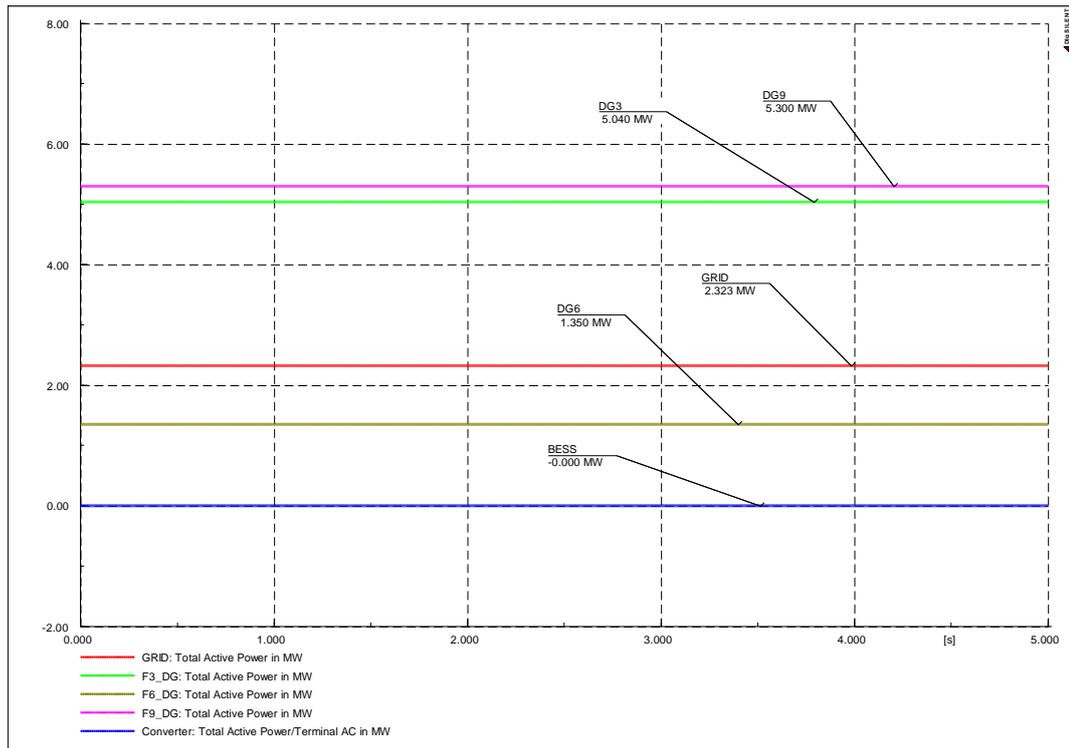 8.00
DIgSILENT
DG9
5.300 MW
DG3
5.040 MW
6.00
4.00
GRID
2.323 MW
DG6
1.350 MW
2.00
BESS
-0.000 MW
0.00
-2.00
0.000 1.000 2.000 3.000 4.000 [s] 5.000
GRID: Total Active Power in MW
F3_DG: Total Active Power in MW
F6_DG: Total Active Power in MW
F9_DG: Total Active Power in MW
Converter: Total Active Power/Terminal AC in MW